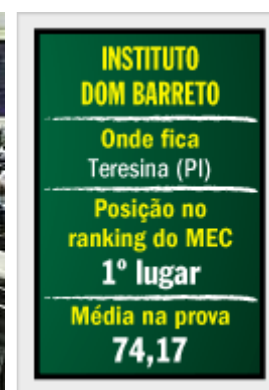 INSTITUTO
DOM BARRETO
Onde fica
Teresina (PI)
Posição no
ranking do MEC
1º lugar
Média na prova
74,17